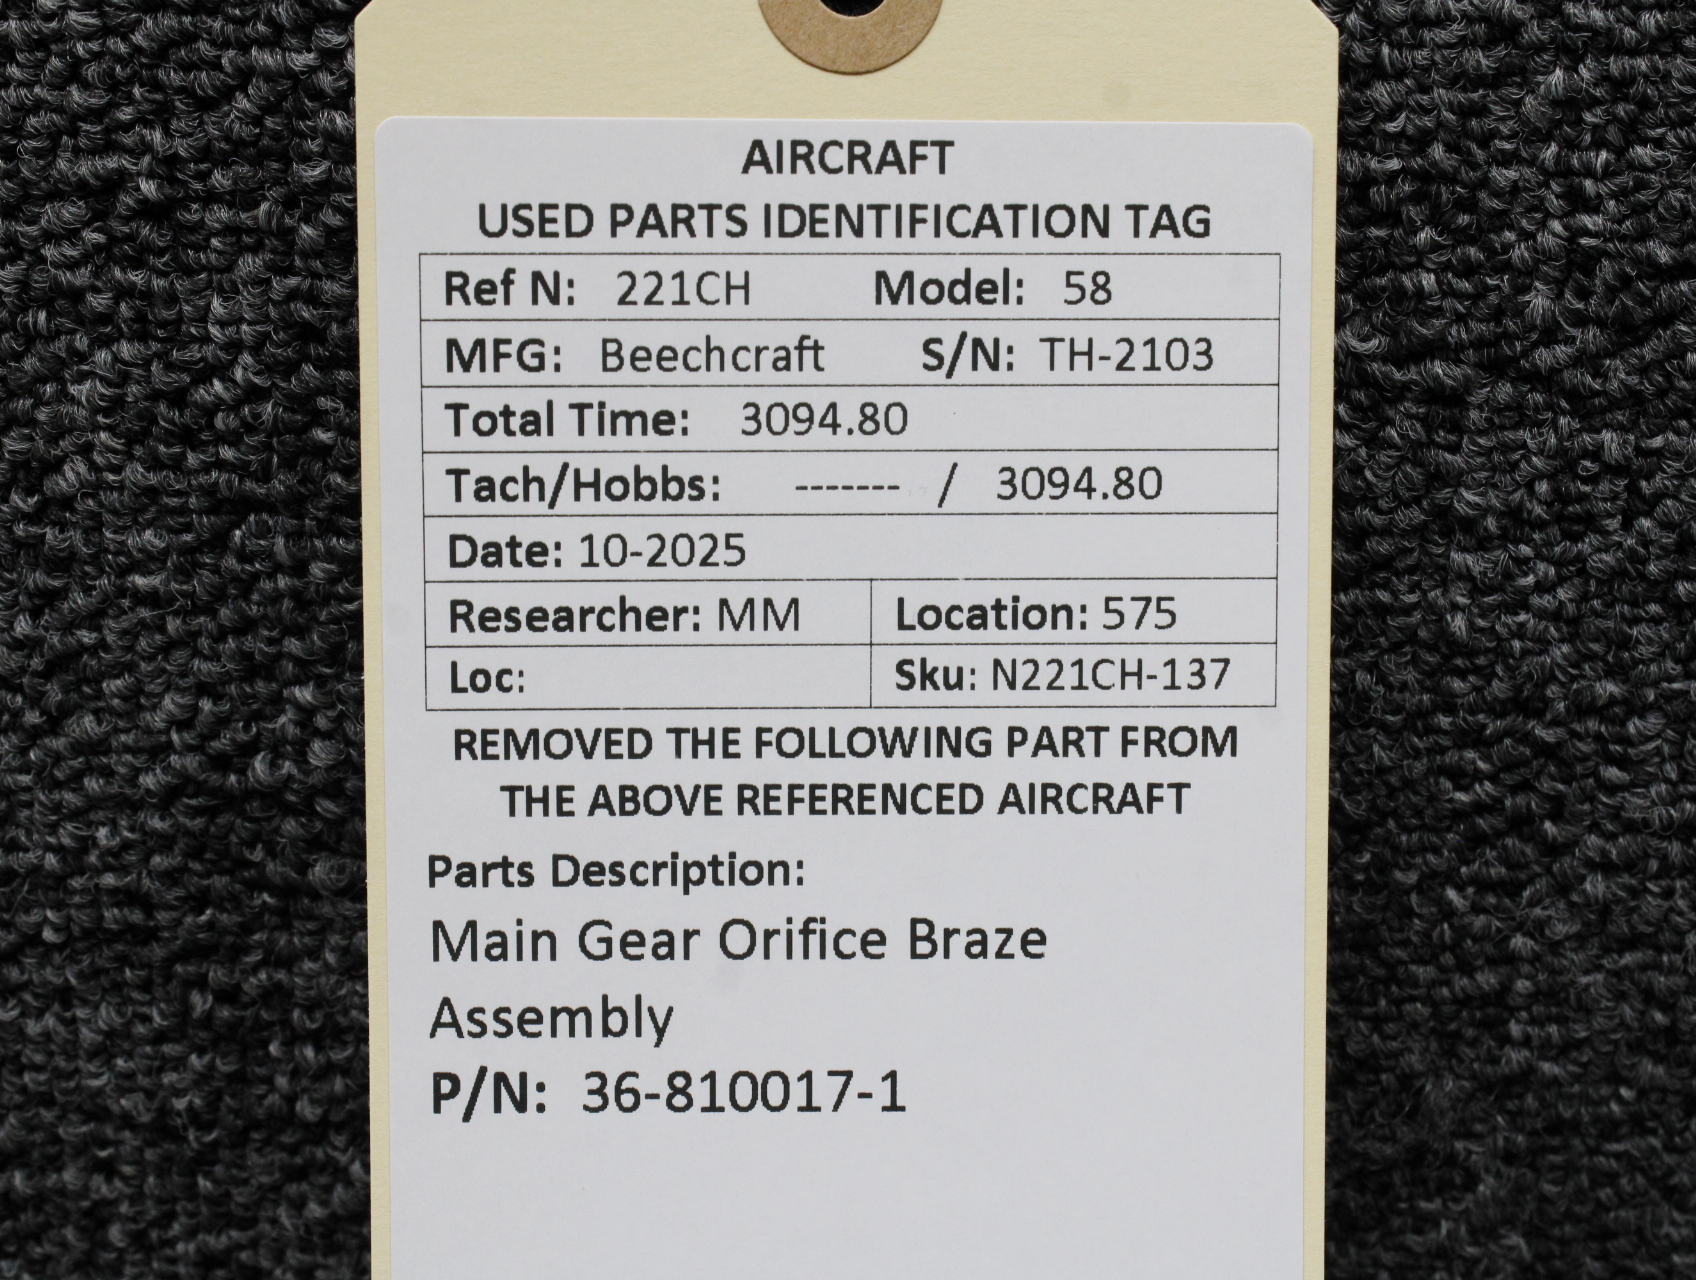 AIRCRAFT
USED PARTS IDENTIFICATION TAG
Ref N: 221CH Model: 58
MFG: Beechcraft S/N: TH-2103
Total Time: 3094.80
Tach/Hobbs: ------- / 3094.80
Date: 10-2025
Researcher: MM Location: 575
Loc: Sku: N221CH-137
REMOVED THE FOLLOWING PART FROM
THE ABOVE REFERENCED AIRCRAFT
Parts Description:
Main Gear Orifice Braze
Assembly
P/N: 36-810017-1